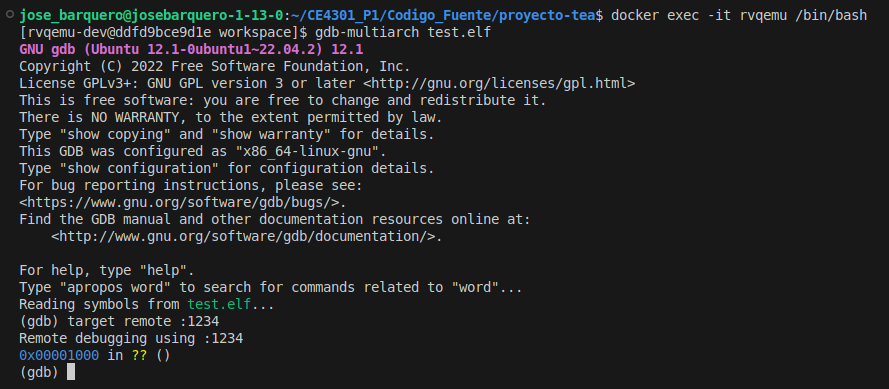 jose_barquero@josebarquero-1-13-0:~/CE4301_P1/Codigo_Fuente/proyecto-tea$ docker exec -it rvqemu /bin/bash
[rvqemu-dev@ddfd9bce9d1e workspace]$ gdb-multiarch test.elf
GNU gdb (Ubuntu 12.1-0ubuntu1~22.04.2) 12.1
Copyright (C) 2022 Free Software Foundation, Inc.
License GPLv3+: GNU GPL version 3 or later <http://gnu.org/licenses/gpl.html>
This is free software: you are free to change and redistribute it.
There is NO WARRANTY, to the extent permitted by law.
Type "show copying" and "show warranty" for details.
This GDB was configured as "x86_64-linux-gnu".
Type "show configuration" for configuration details.
For bug reporting instructions, please see:
<https://www.gnu.org/software/gdb/bugs/>.
Find the GDB manual and other documentation resources online at:
    <http://www.gnu.org/software/gdb/documentation/>.

For help, type "help".
Type "apropos word" to search for commands related to "word"...
Reading symbols from test.elf...
(gdb) target remote :1234
Remote debugging using :1234
0x00001000 in ?? ()
(gdb)